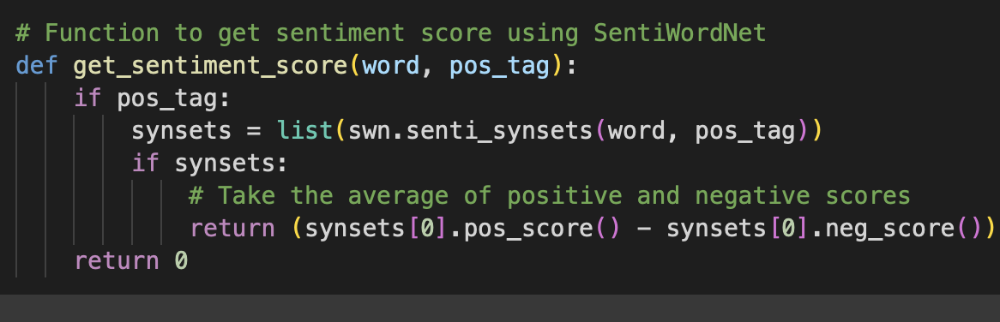 # Function to get sentiment score using SentiWordNet
def get_sentiment_score(word, pos_tag):
if pos_tag:
synsets = list(swn.senti_synsets(word, pos_tag))
if synsets:
# Take the average of positive and negative scores
return (synsets[0].pos_score() - synsets[0].neg_score())
return 0